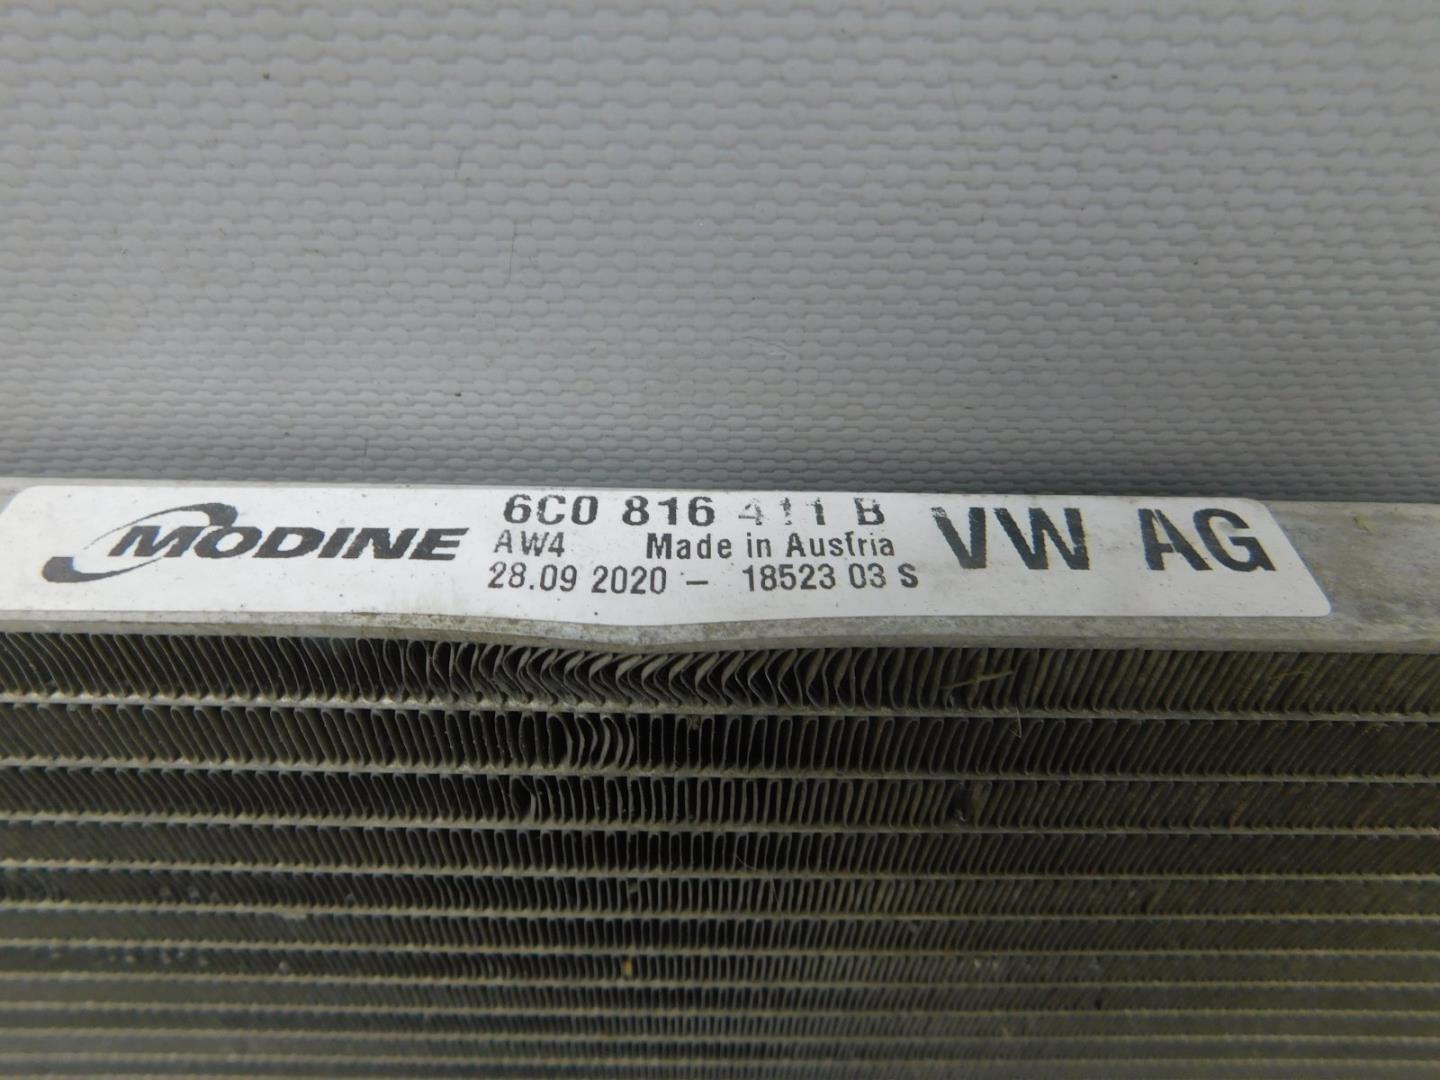 MODINE
6C0 816 411 B
AW4 Made in Austria
28.09 2020 – 18523 03 S
VW AG